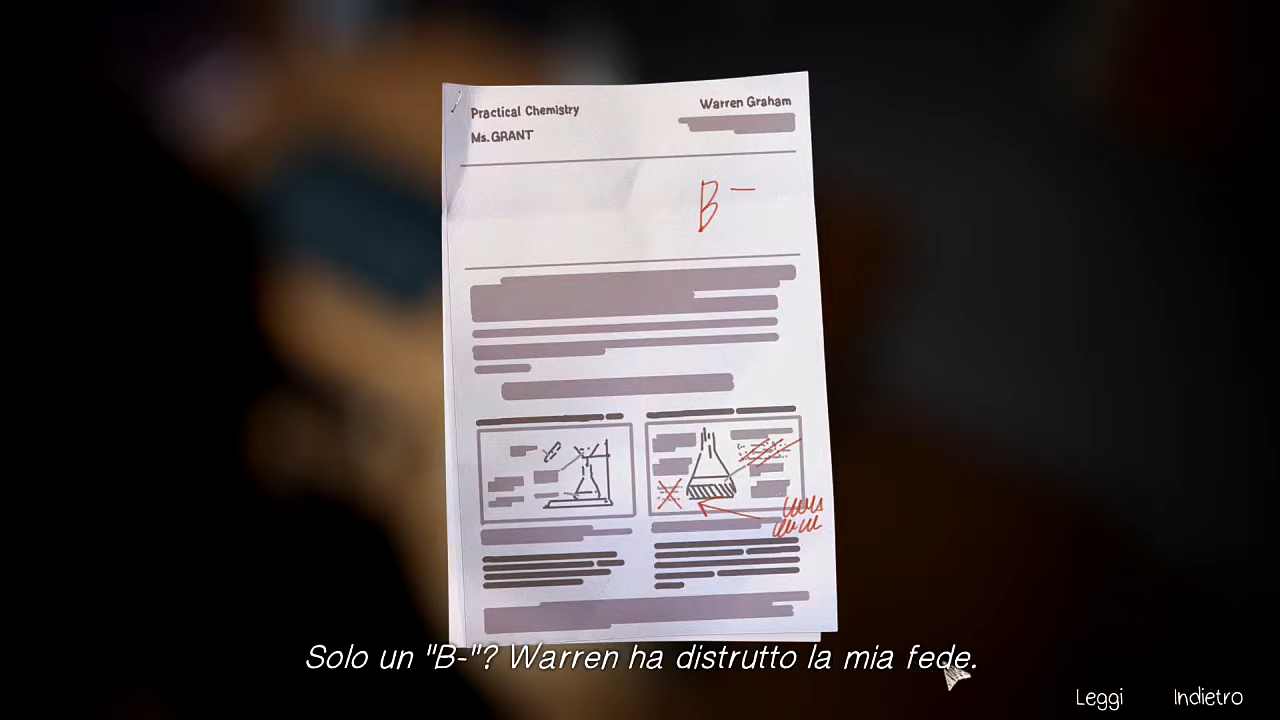 Practical Chemistry
Warren Graham
Ms. GRANT
B-
Solo un "B-"? Warren ha distrutto la mia fede.
Leggi
Indietro